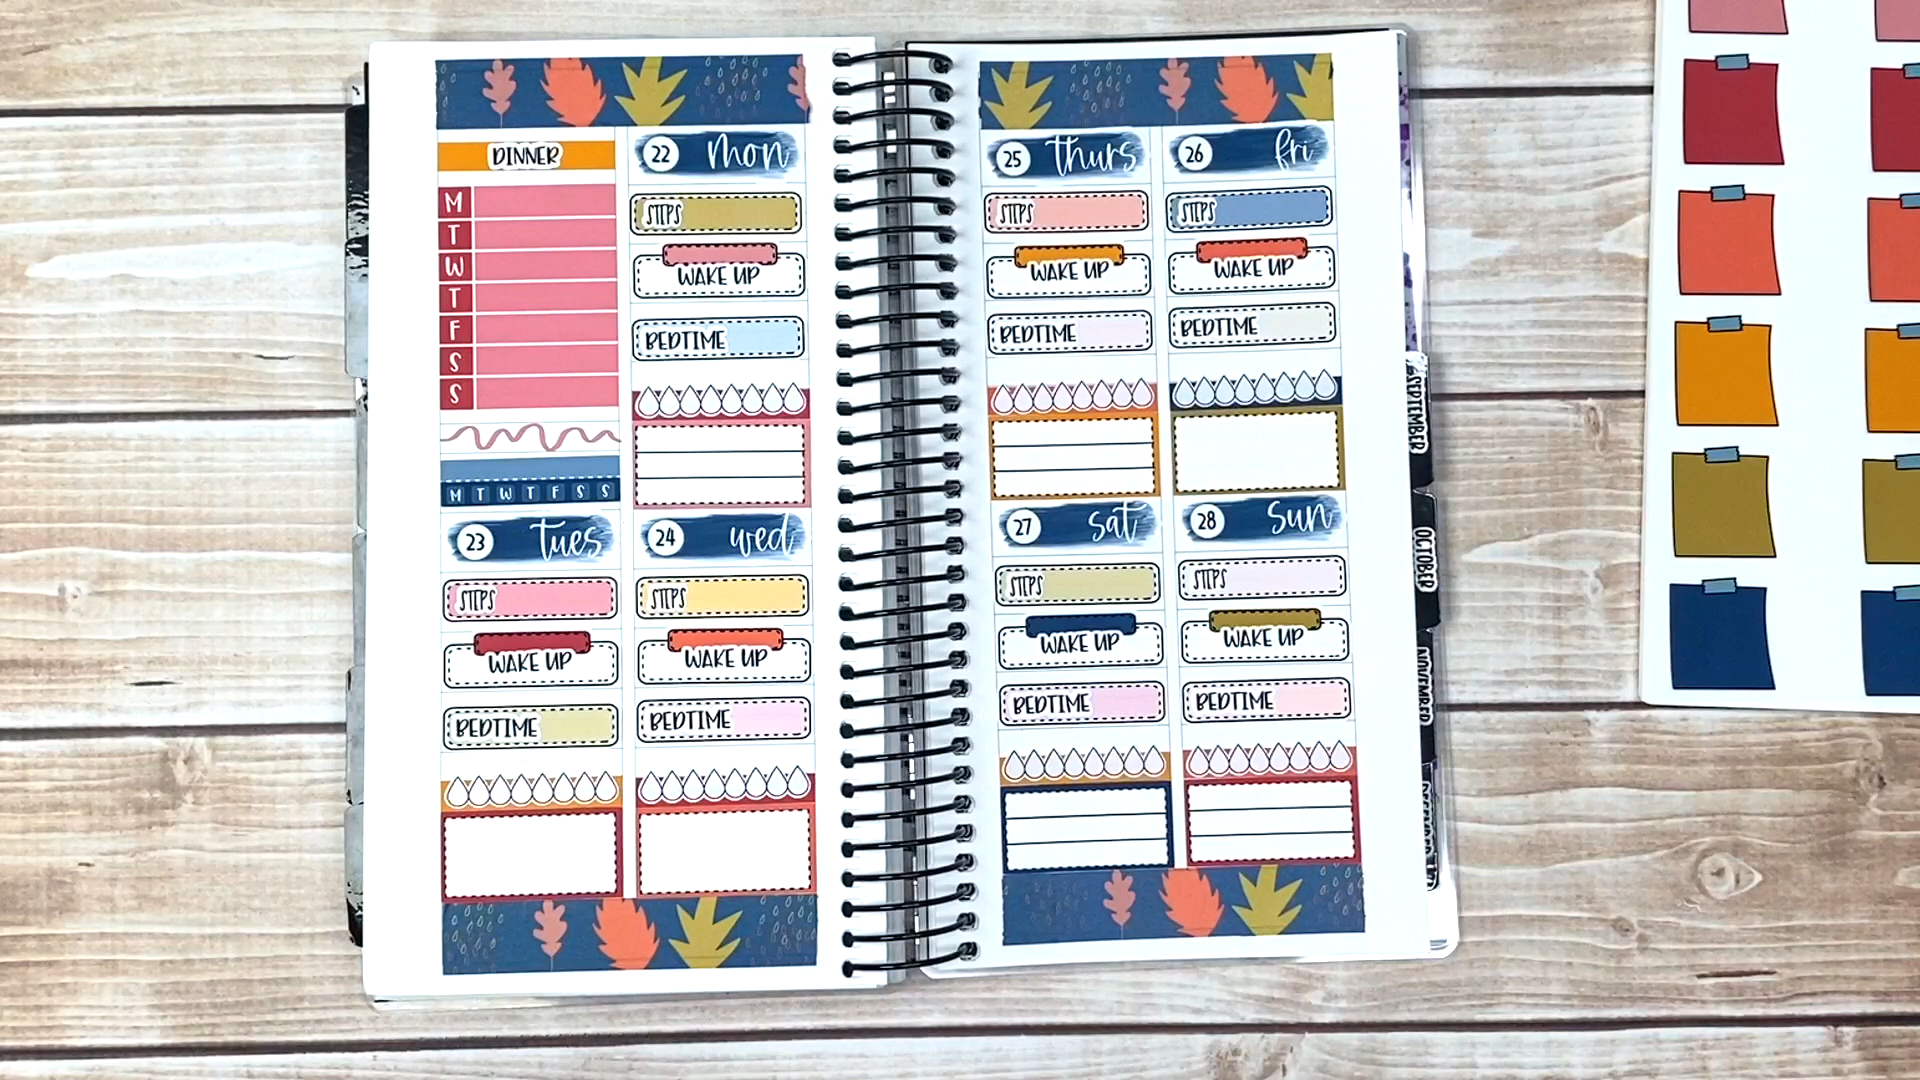 DINNER
M
T
W
T
F
S
S
M T W T F S S
22 mon
STEPS
WAKE UP
BEDTIME
23 tues
STEPS
WAKE UP
BEDTIME
24 wed
STEPS
WAKE UP
BEDTIME
25 thurs
STEPS
WAKE UP
BEDTIME
26 fri
STEPS
WAKE UP
BEDTIME
27 sat
STEPS
WAKE UP
BEDTIME
28 sun
STEPS
WAKE UP
BEDTIME
SEPTEMBER
OCTOBER
NOVEMBER
DECEMBER